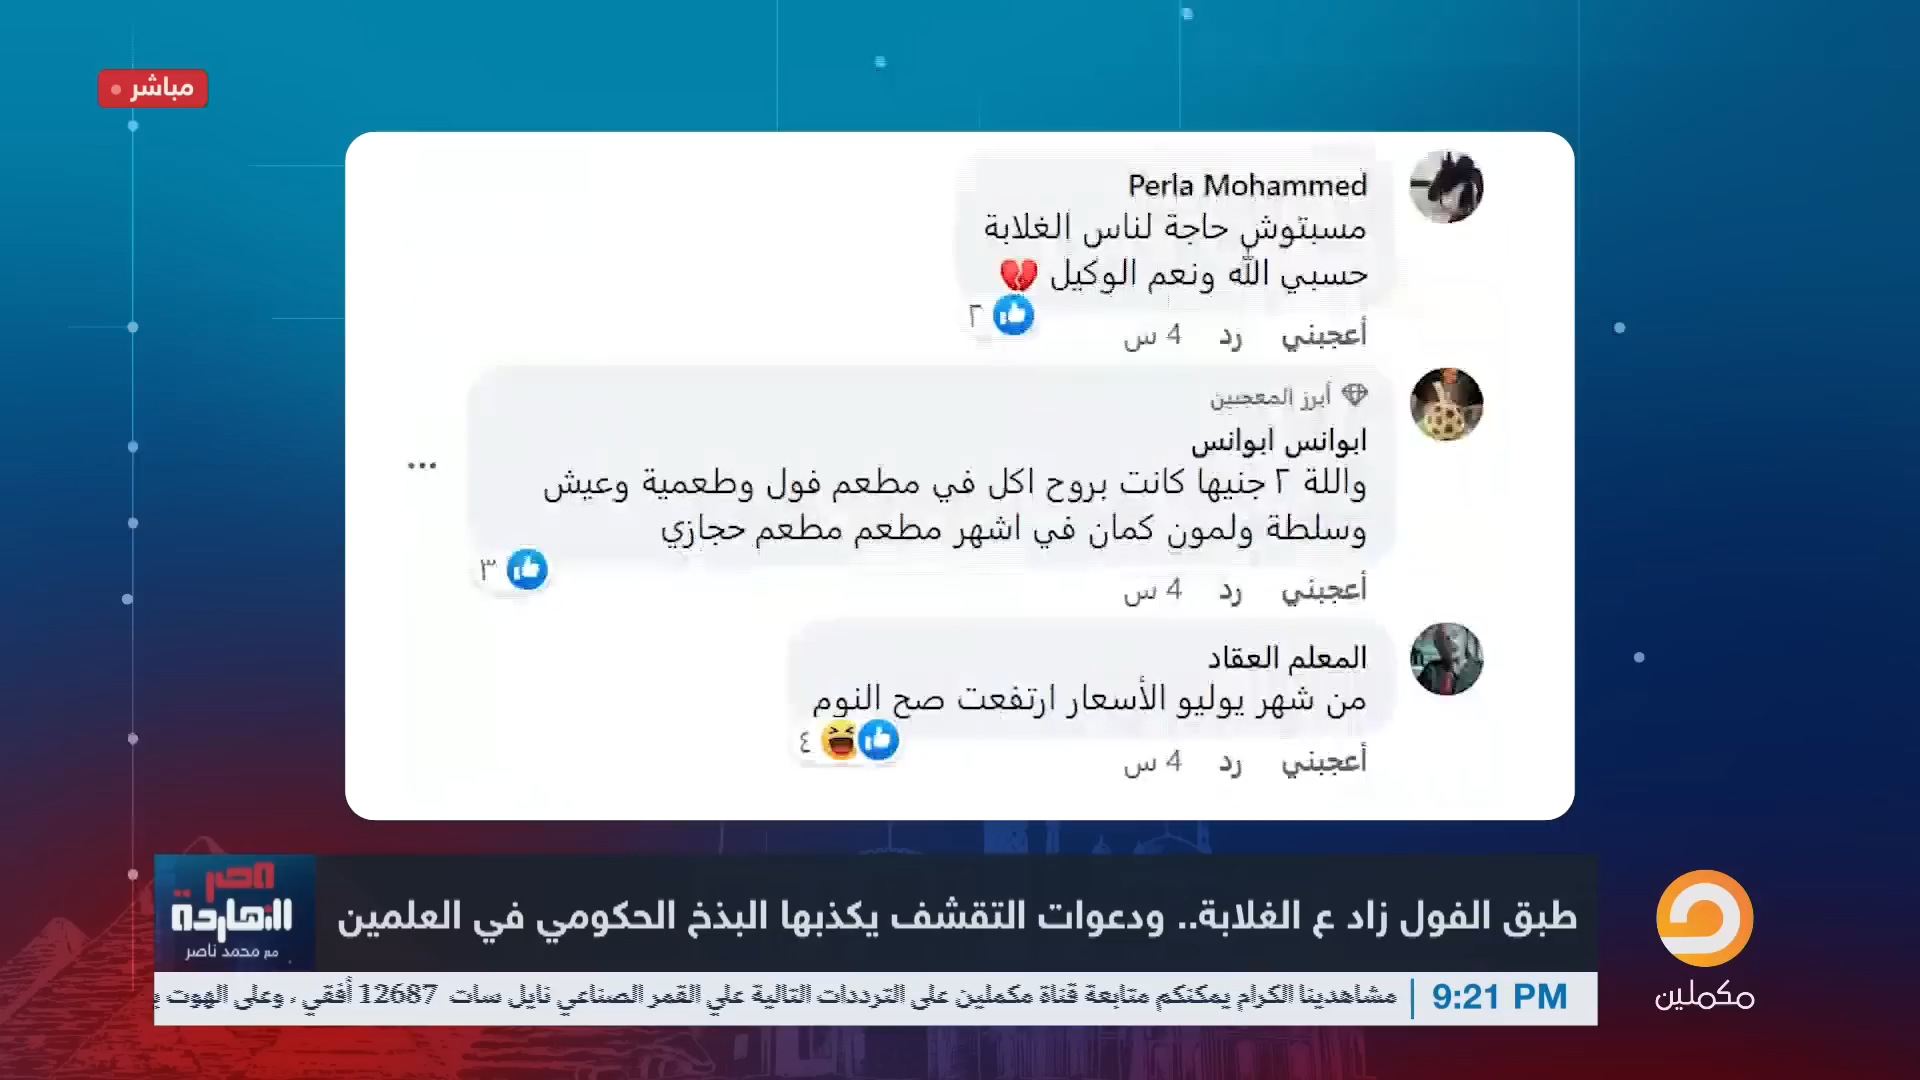 مباشر
Perla Mohammed
مسبتوش حاجة لناس الغلابة
حسبي الله ونعم الوكيل 💔
٢
أعجبني رد 4 س
أبرز المعجبين
ابوانس ابوانس
واللة ٢ جنيها كانت بروح اكل في مطعم فول وطعمية وعيش
وسلطة ولمون كمان في اشهر مطعم مطعم حجازي
٣
أعجبني رد 4 س
المعلم العقاد
من شهر يوليو الأسعار ارتفعت صح النوم
٤
أعجبني رد 4 س
مصر
النهاردة
مع محمد ناصر
طبق الفول زاد ع الغلابة.. ودعوات التقشف يكذبها البذخ الحكومي في العلمين
9:21 PM
مشاهدينا الكرام يمكنكم متابعة قناة مكملين على الترددات التالية علي القمر الصناعي نايل سات 12687 أفقي ، وعلى الهوت
مكملين